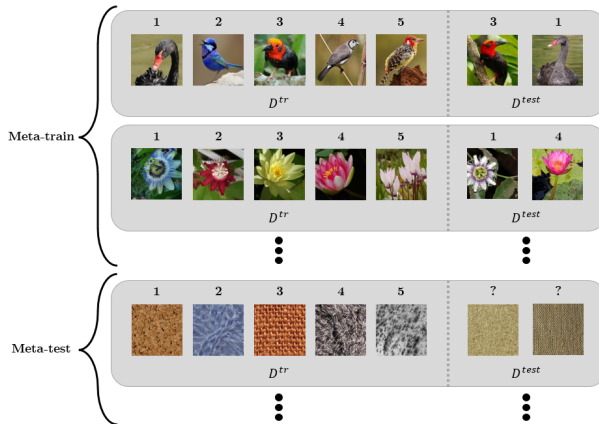 1 2 3 4 5 3 1
D^tr D^test
Meta-train
1 2 3 4 5 1 4
D^tr D^test
1 2 3 4 5 ? ?
Meta-test
D^tr D^test